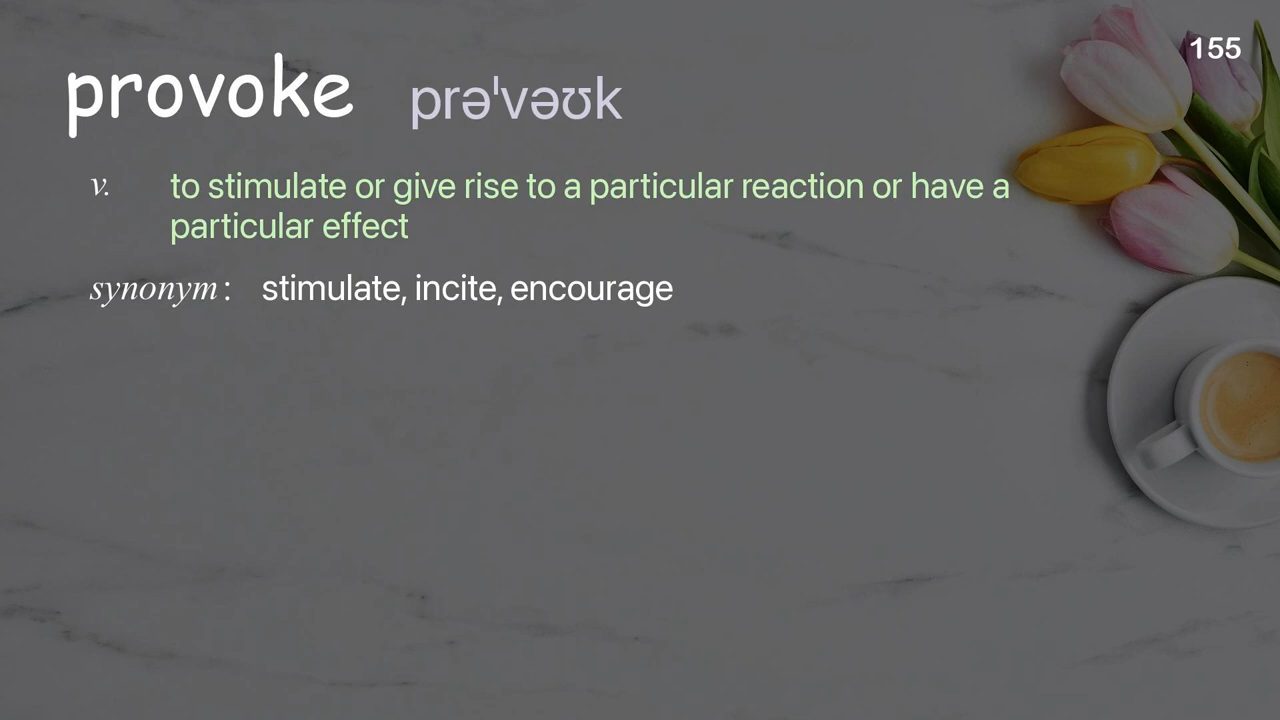 155
provoke prəˈvəʊk
v. to stimulate or give rise to a particular reaction or have a
particular effect
synonym : stimulate, incite, encourage